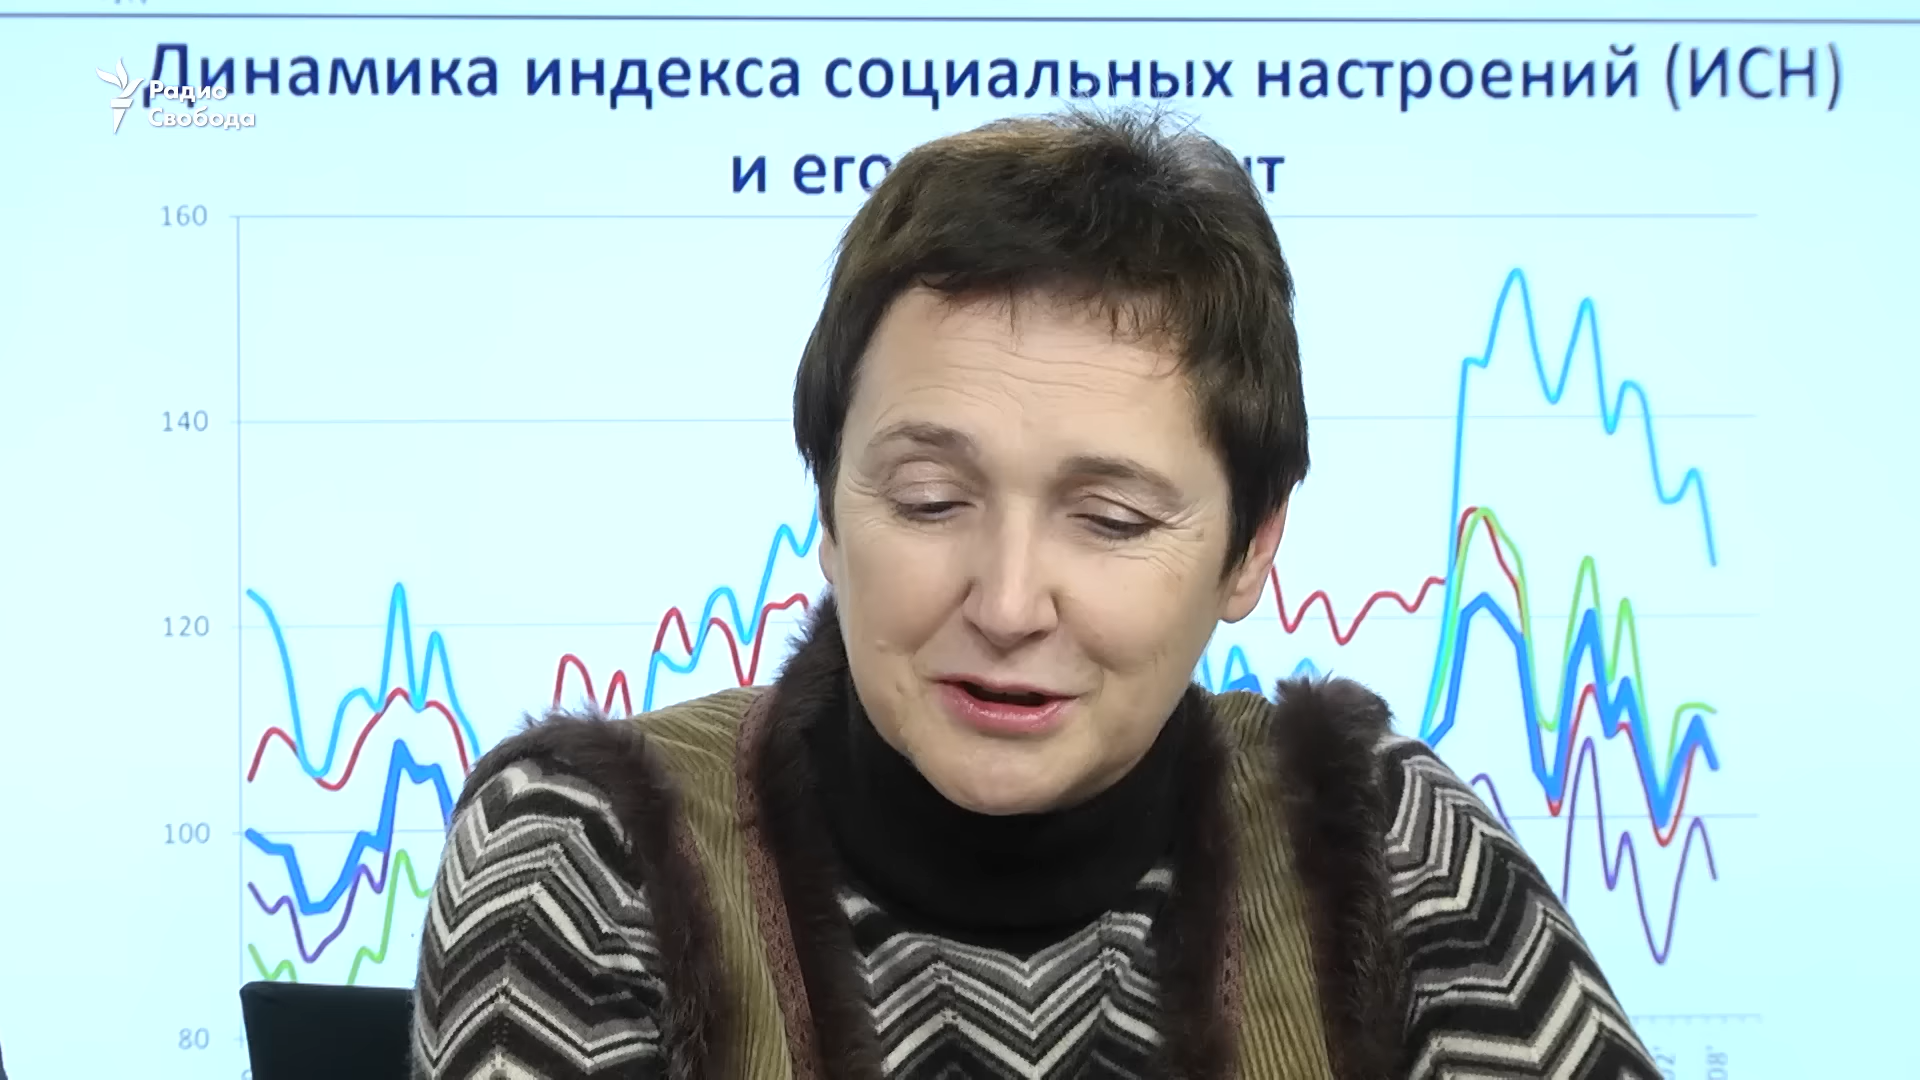 Динамика индекса социальных настроений (ИСН)
Радио
Свобода
и его
160
140
120
100
80